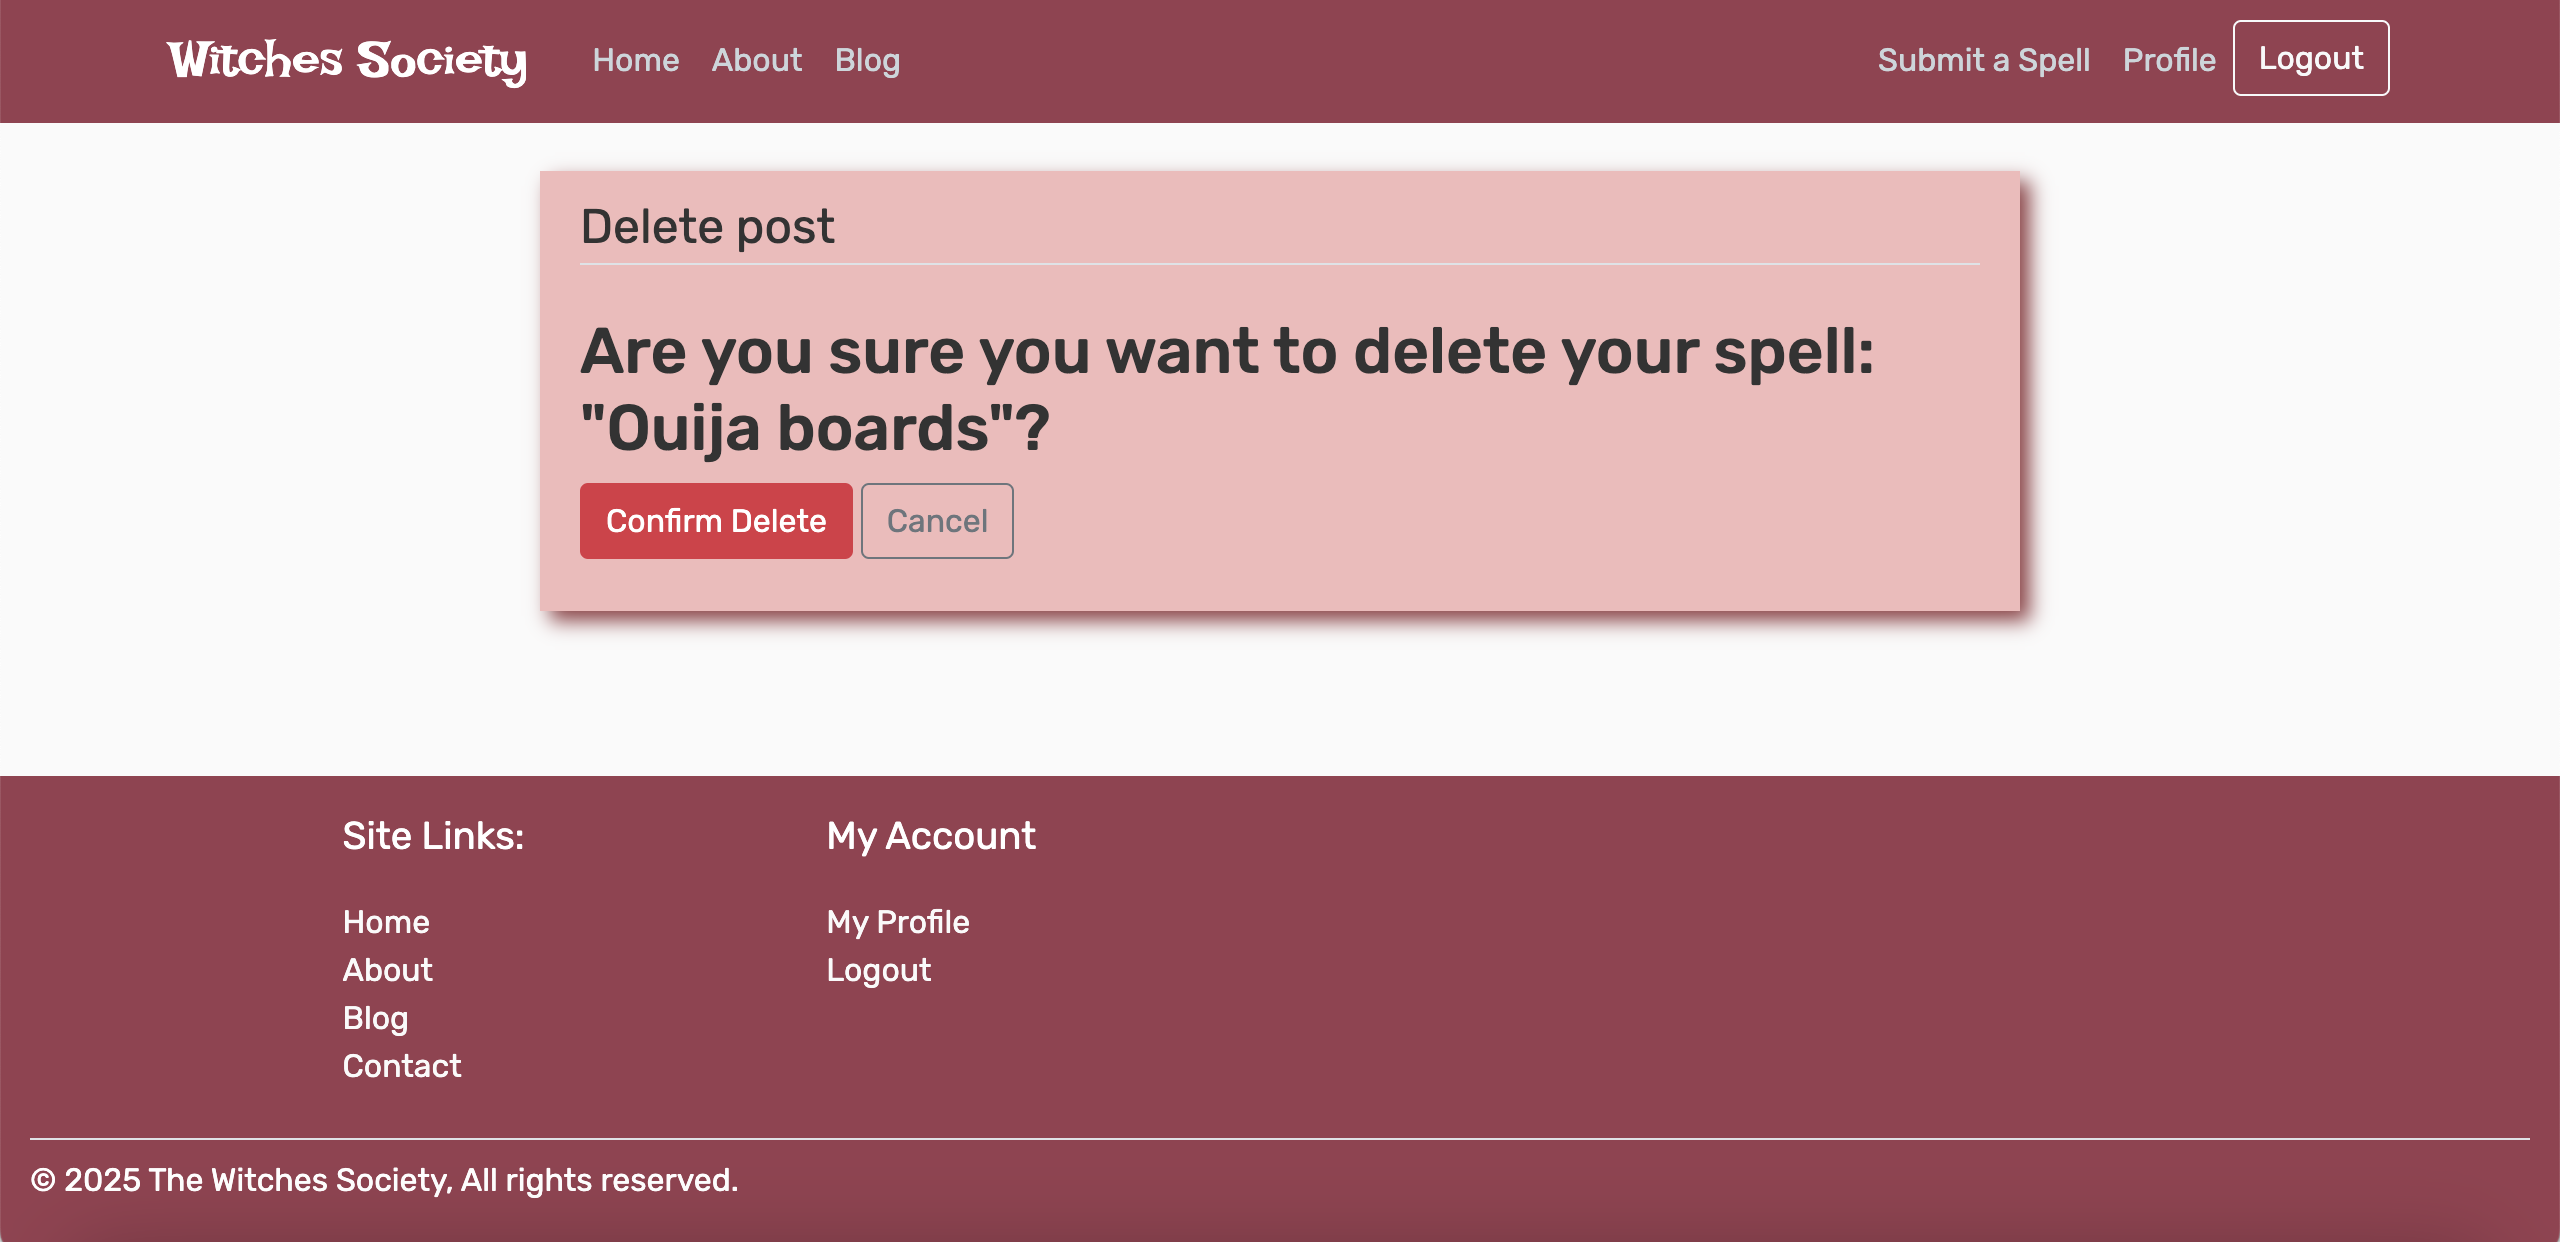 Witches Society
Home About Blog
Submit a Spell Profile Logout
Delete post
Are you sure you want to delete your spell:
"Ouija boards"?
Confirm Delete Cancel
Site Links:
Home
About
Blog
Contact
My Account
My Profile
Logout
© 2025 The Witches Society, All rights reserved.